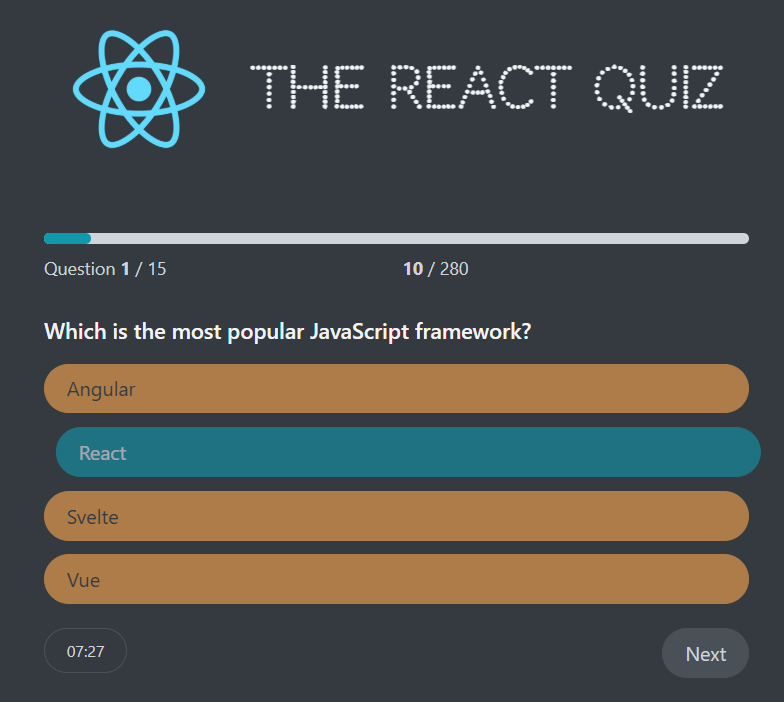 THE REACT QUIZ
Question 1 / 15
10 / 280
Which is the most popular JavaScript framework?
Angular
React
Svelte
Vue
07:27
Next